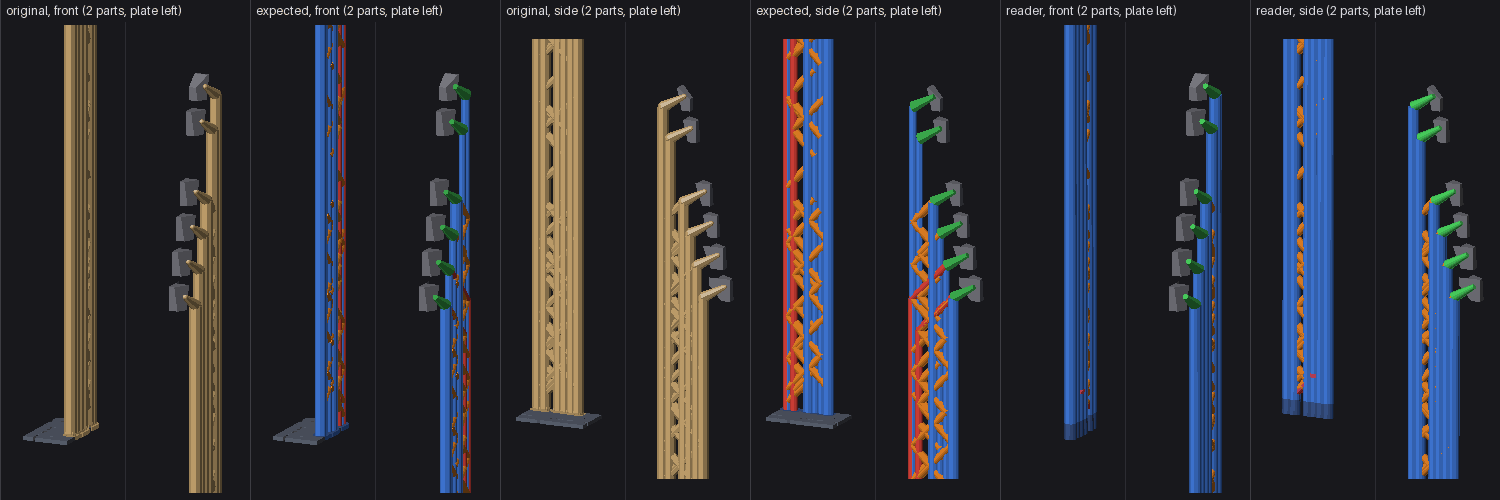 original, front (2 parts, plate left)
expected, front (2 parts, plate left)
original, side (2 parts, plate left)
expected, side (2 parts, plate left)
reader, front (2 parts, plate left)
reader, side (2 parts, plate left)